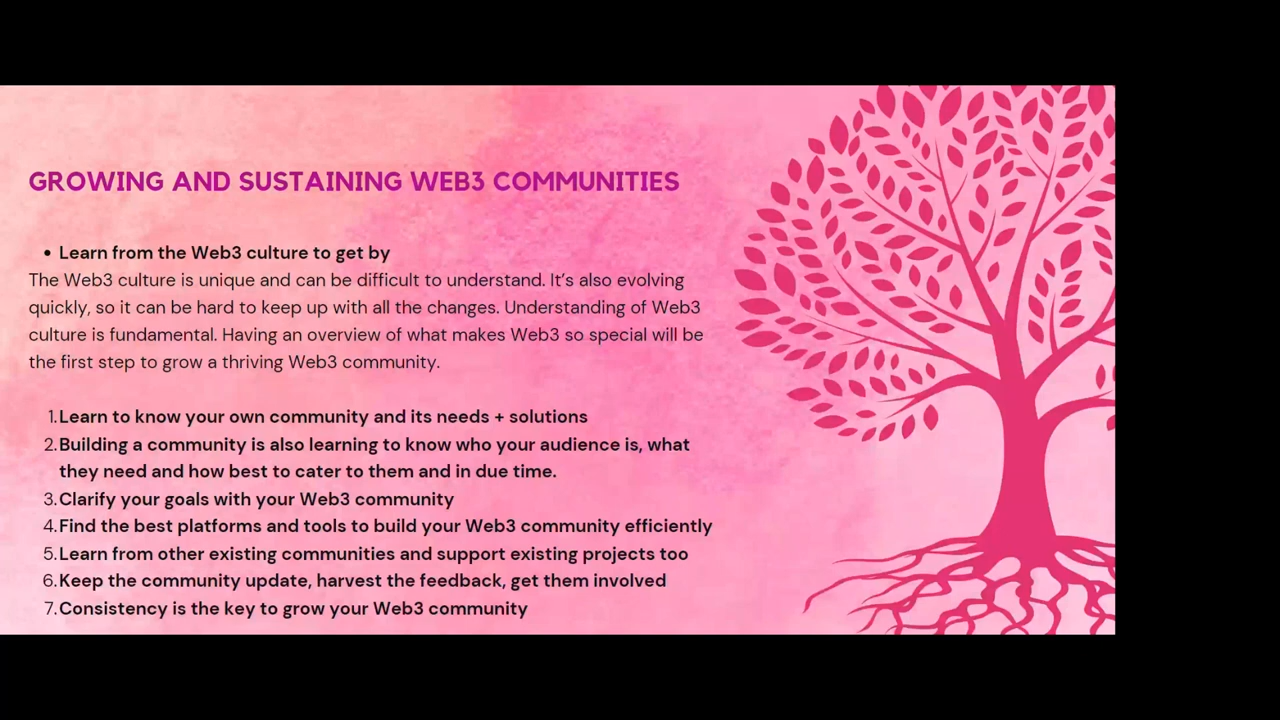 GROWING AND SUSTAINING WEB3 COMMUNITIES
• Learn from the Web3 culture to get by
The Web3 culture is unique and can be difficult to understand. It’s also evolving
quickly, so it can be hard to keep up with all the changes. Understanding of Web3
culture is fundamental. Having an overview of what makes Web3 so special will be
the first step to grow a thriving Web3 community.
1. Learn to know your own community and its needs + solutions
2. Building a community is also learning to know who your audience is, what
they need and how best to cater to them and in due time.
3. Clarify your goals with your Web3 community
4. Find the best platforms and tools to build your Web3 community efficiently
5. Learn from other existing communities and support existing projects too
6. Keep the community update, harvest the feedback, get them involved
7. Consistency is the key to grow your Web3 community